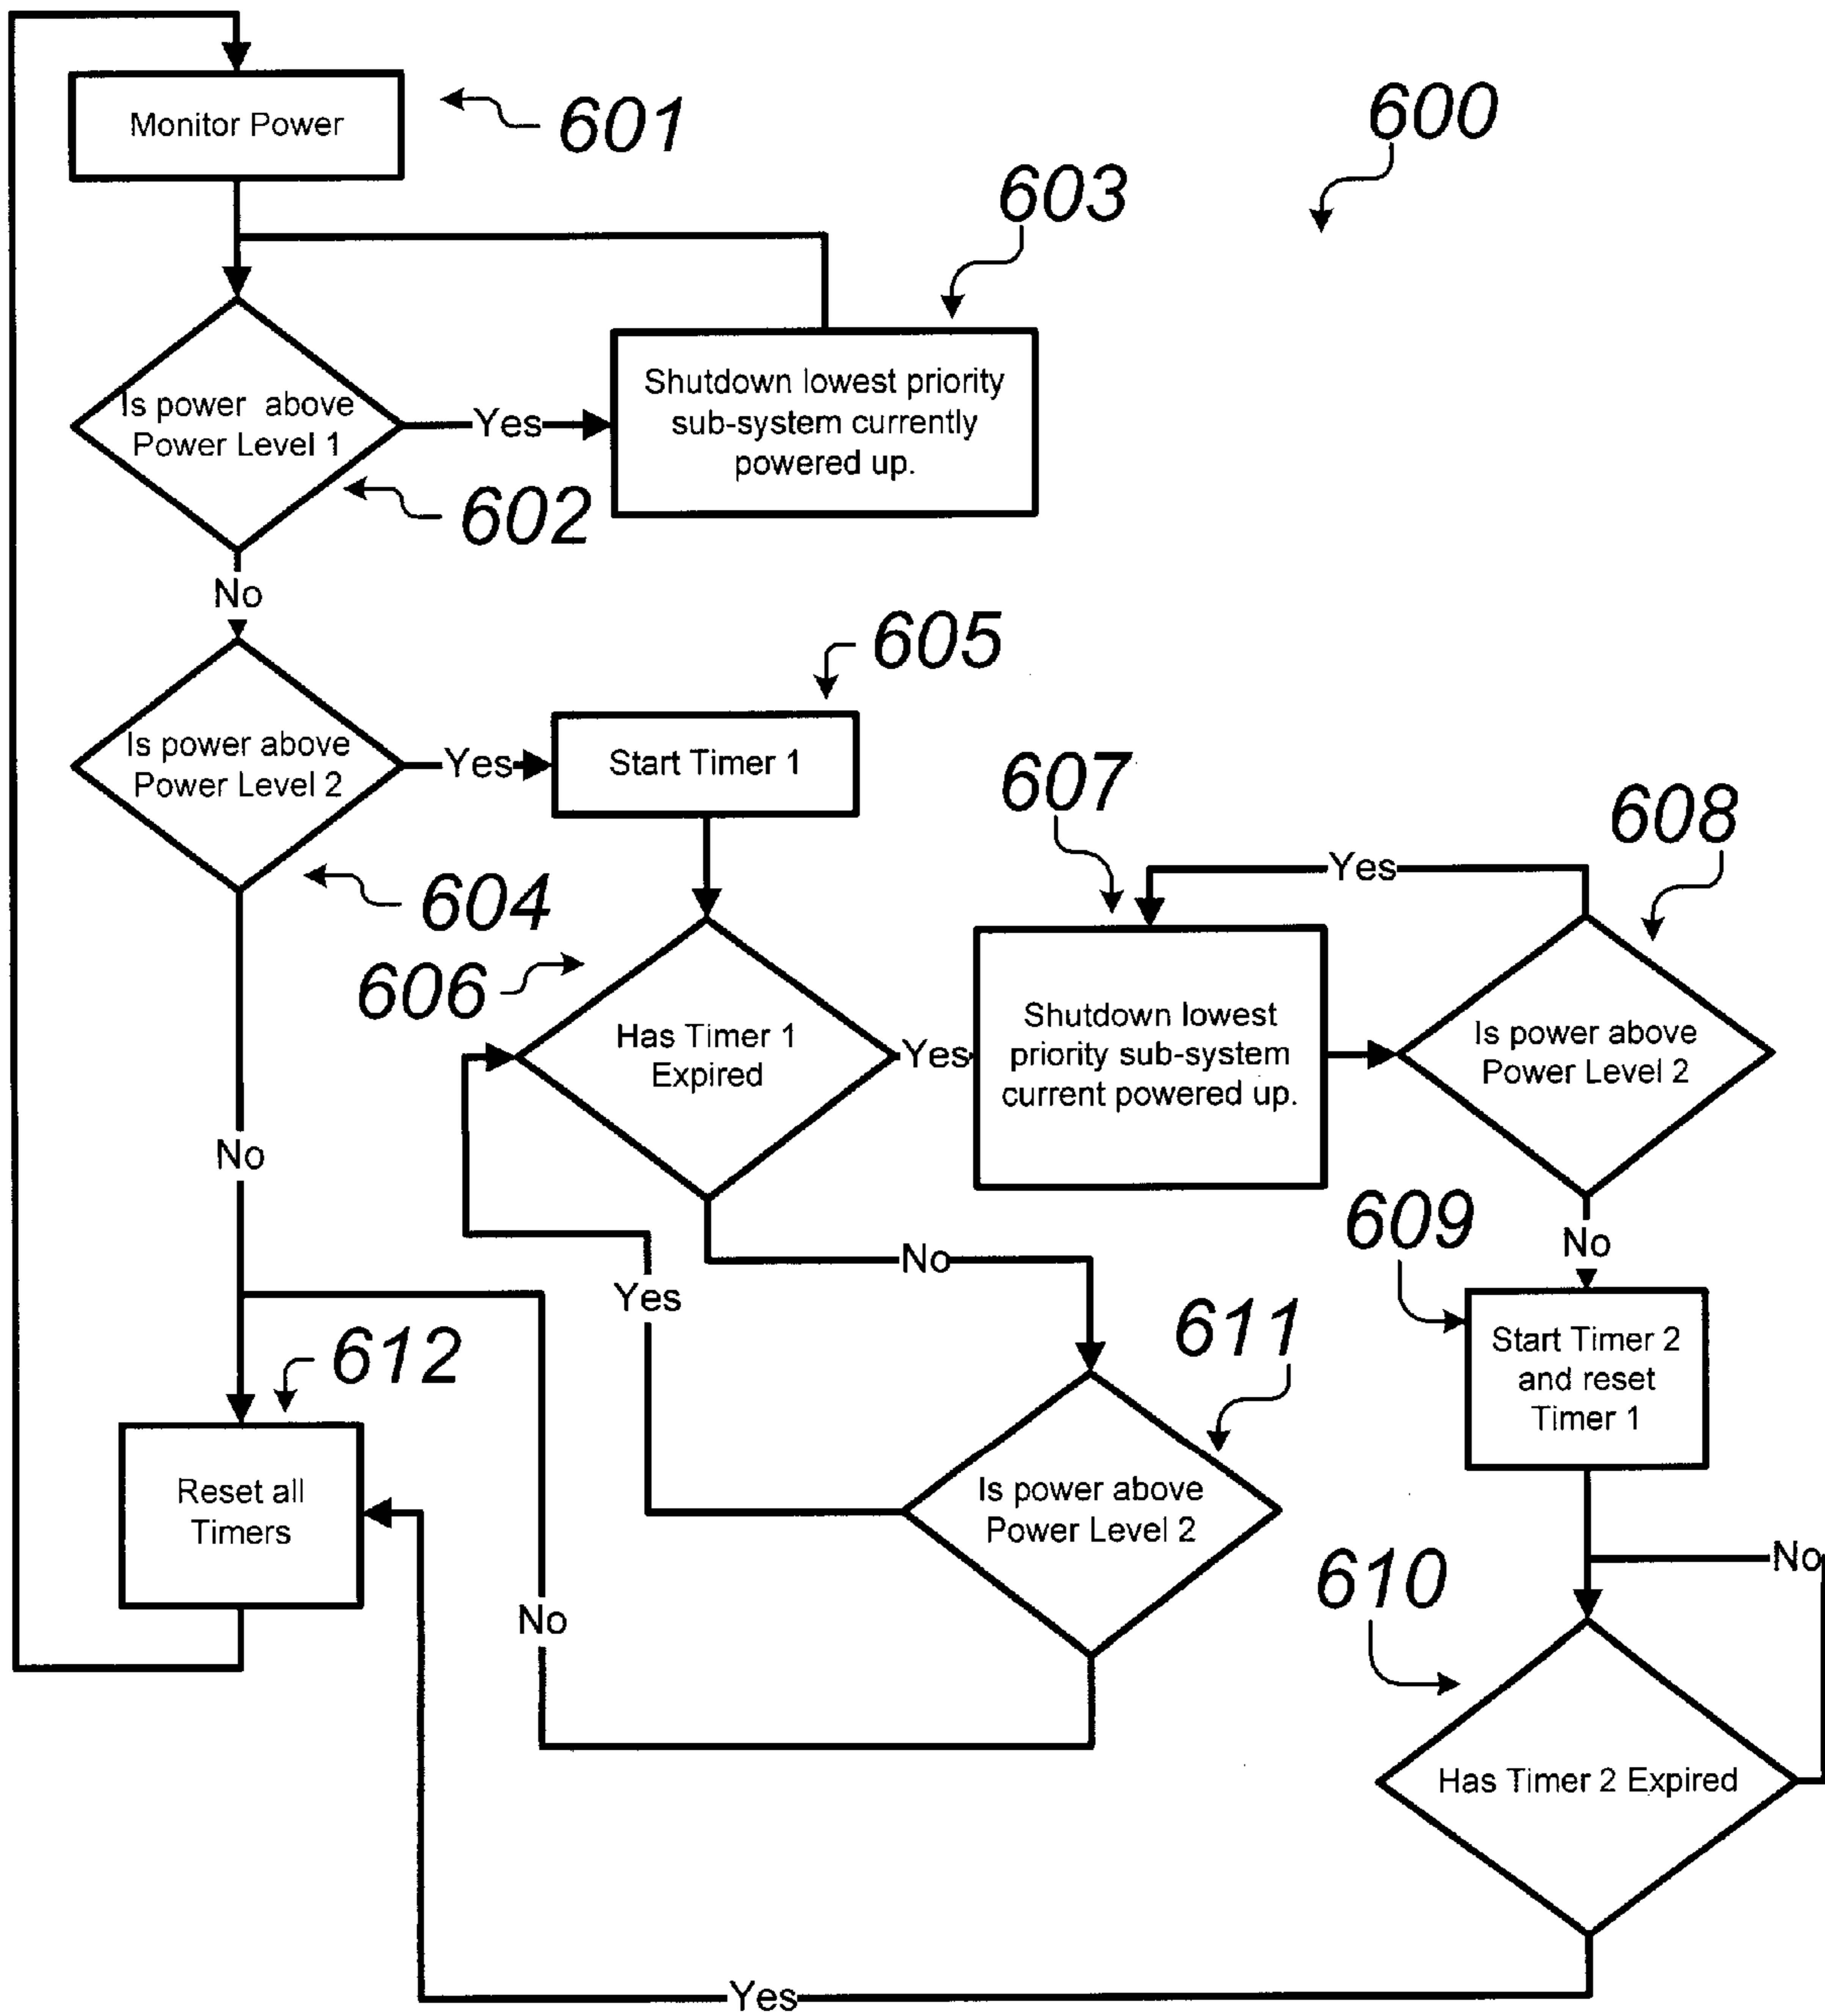 Monitor Power
601
600
603
Is power above
Power Level 1
Yes
Shutdown lowest priority
sub-system currently
powered up.
602
No
605
Is power above
Power Level 2
Yes
Start Timer 1
604
607
608
Yes
606
Has Timer 1
Expired
Yes
Shutdown lowest
priority sub-system
current powered up.
Is power above
Power Level 2
No
No
Yes
609
No
Start Timer 2
and reset
Timer 1
612
611
Reset all
Timers
Is power above
Power Level 2
No
No
610
Has Timer 2 Expired
Yes